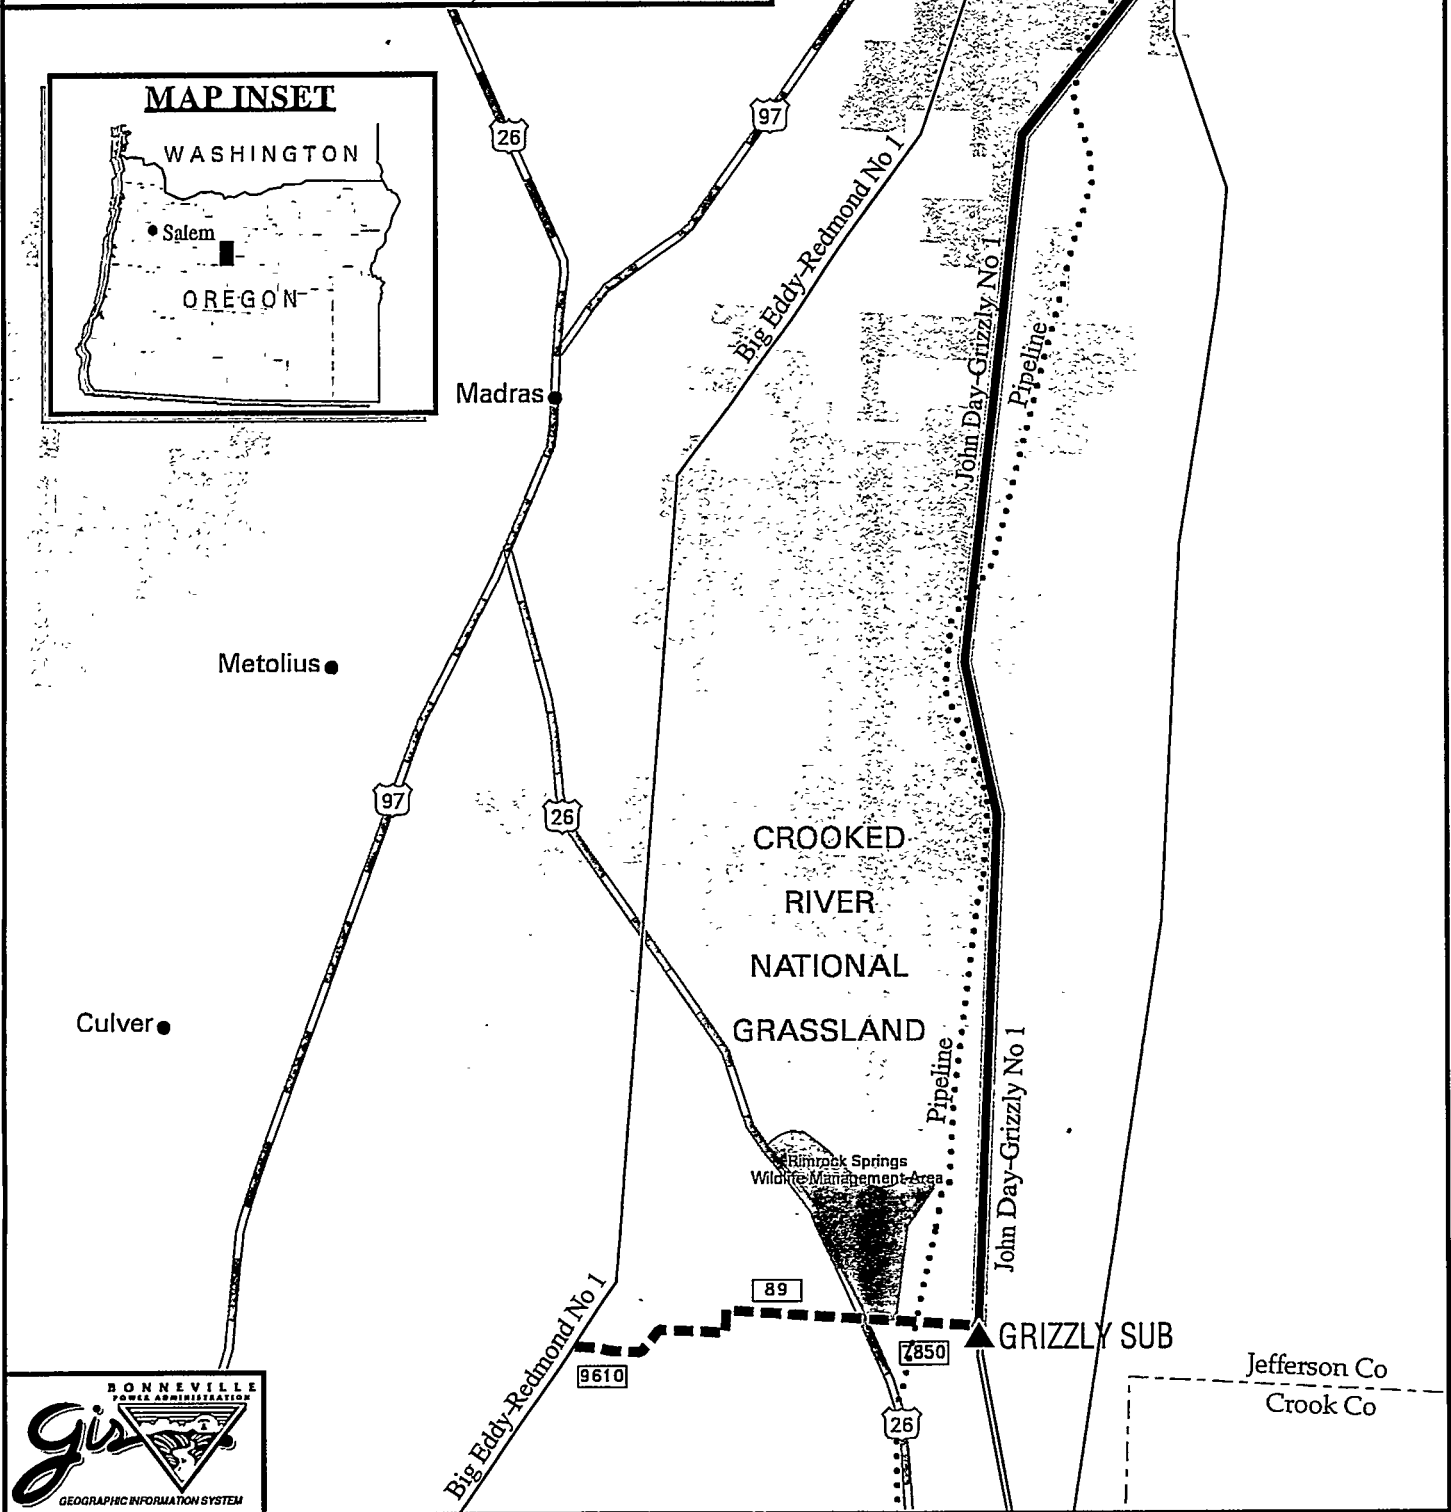 MAP INSET
WASHINGTON
Salem
OREGON
26
97
Big Eddy-Redmond No 1
John Day-Grizzly No 1
Pipeline
Madras
Metolius
97
26
CROOKED
RIVER
NATIONAL
GRASSLAND
Culver
Pipeline
John Day-Grizzly No 1
Rimrock Springs
Wildlife Management Area
89
Big Eddy-Redmond No 1
9610
7850
GRIZZLY SUB
26
Jefferson Co
Crook Co
BONNEVILLE
POWER ADMINISTRATION
gis
GEOGRAPHIC INFORMATION SYSTEM